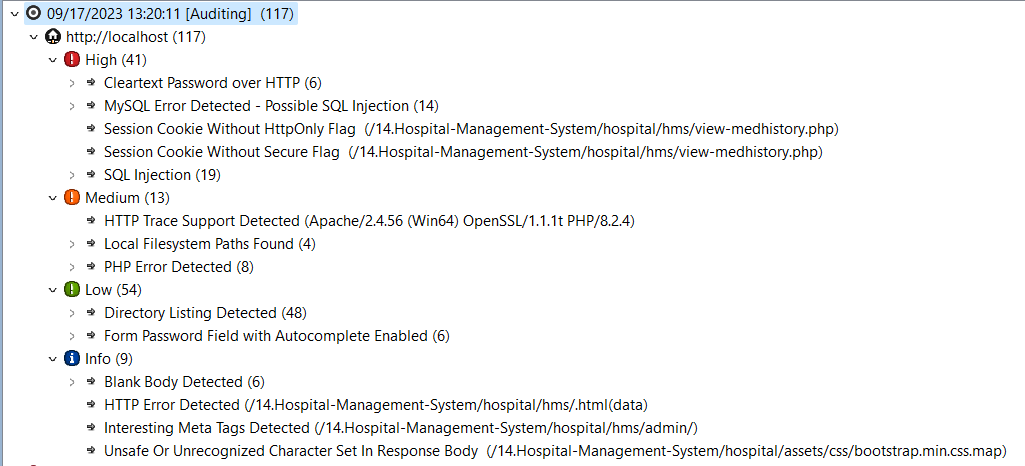 09/17/2023 13:20:11 [Auditing] (117)
http://localhost (117)
High (41)
Cleartext Password over HTTP (6)
MySQL Error Detected - Possible SQL Injection (14)
Session Cookie Without HttpOnly Flag (/14.Hospital-Management-System/hospital/hms/view-medhistory.php)
Session Cookie Without Secure Flag (/14.Hospital-Management-System/hospital/hms/view-medhistory.php)
SQL Injection (19)
Medium (13)
HTTP Trace Support Detected (Apache/2.4.56 (Win64) OpenSSL/1.1.1t PHP/8.2.4)
Local Filesystem Paths Found (4)
PHP Error Detected (8)
Low (54)
Directory Listing Detected (48)
Form Password Field with Autocomplete Enabled (6)
Info (9)
Blank Body Detected (6)
HTTP Error Detected (/14.Hospital-Management-System/hospital/hms/.html(data)
Interesting Meta Tags Detected (/14.Hospital-Management-System/hospital/hms/admin/)
Unsafe Or Unrecognized Character Set In Response Body (/14.Hospital-Management-System/hospital/assets/css/bootstrap.min.css.map)